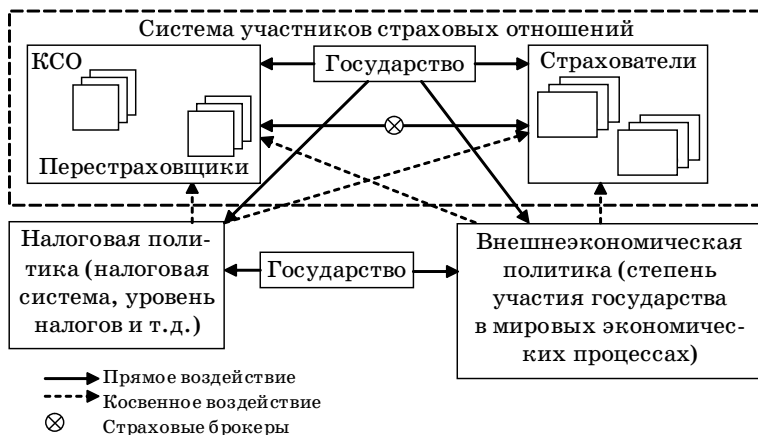 Система участников страховых отношений
КСО
Государство
Страхователи
Перестраховщики
Налоговая поли-
тика (налоговая
система, уровень
налогов и т.д.)
Государство
Внешнеэкономическая
политика (степень
участия государства
в мировых экономичес-
ких процессах)
Прямое воздействие
Косвенное воздействие
Страховые брокеры